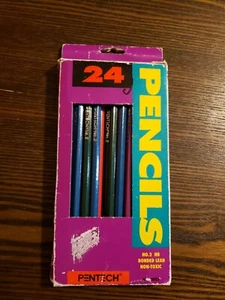 24
PENCILS
NO.2 HB
BONDED LEAD
NON-TOXIC
PENTECH